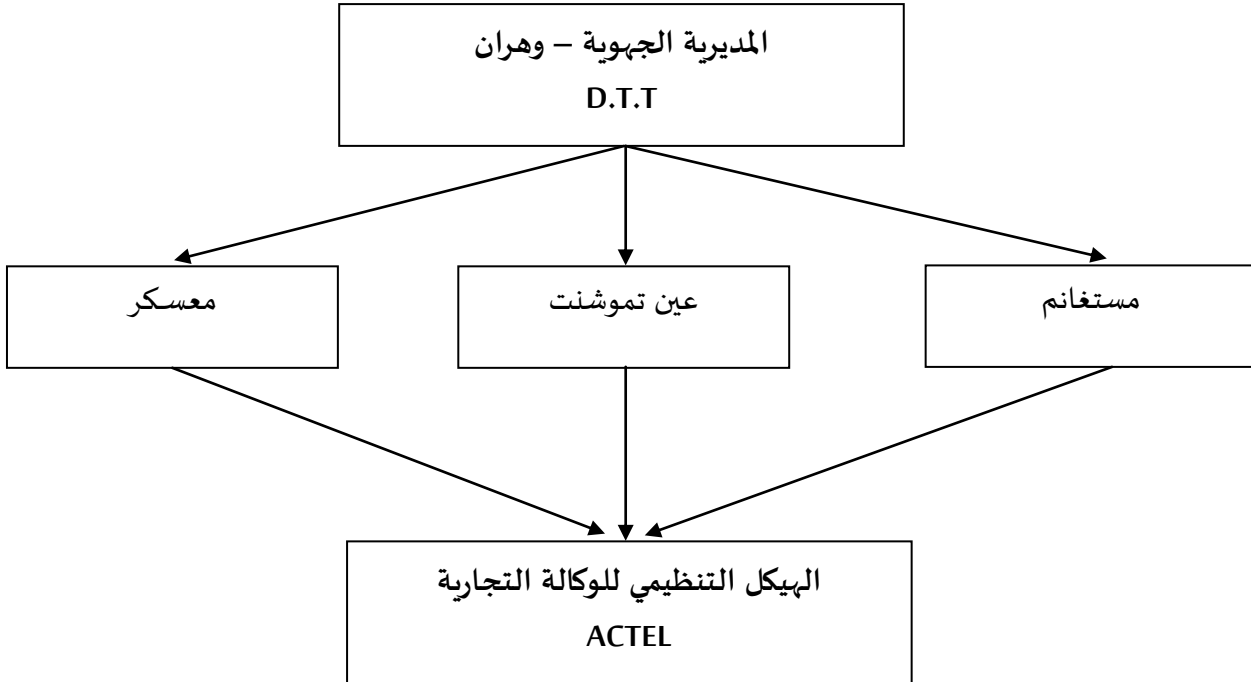 المديرية الجهوية – وهران
D.T.T
مستغانم
عين تموشنت
معسكر
الهيكل التنظيمي للوكالة التجارية
ACTEL